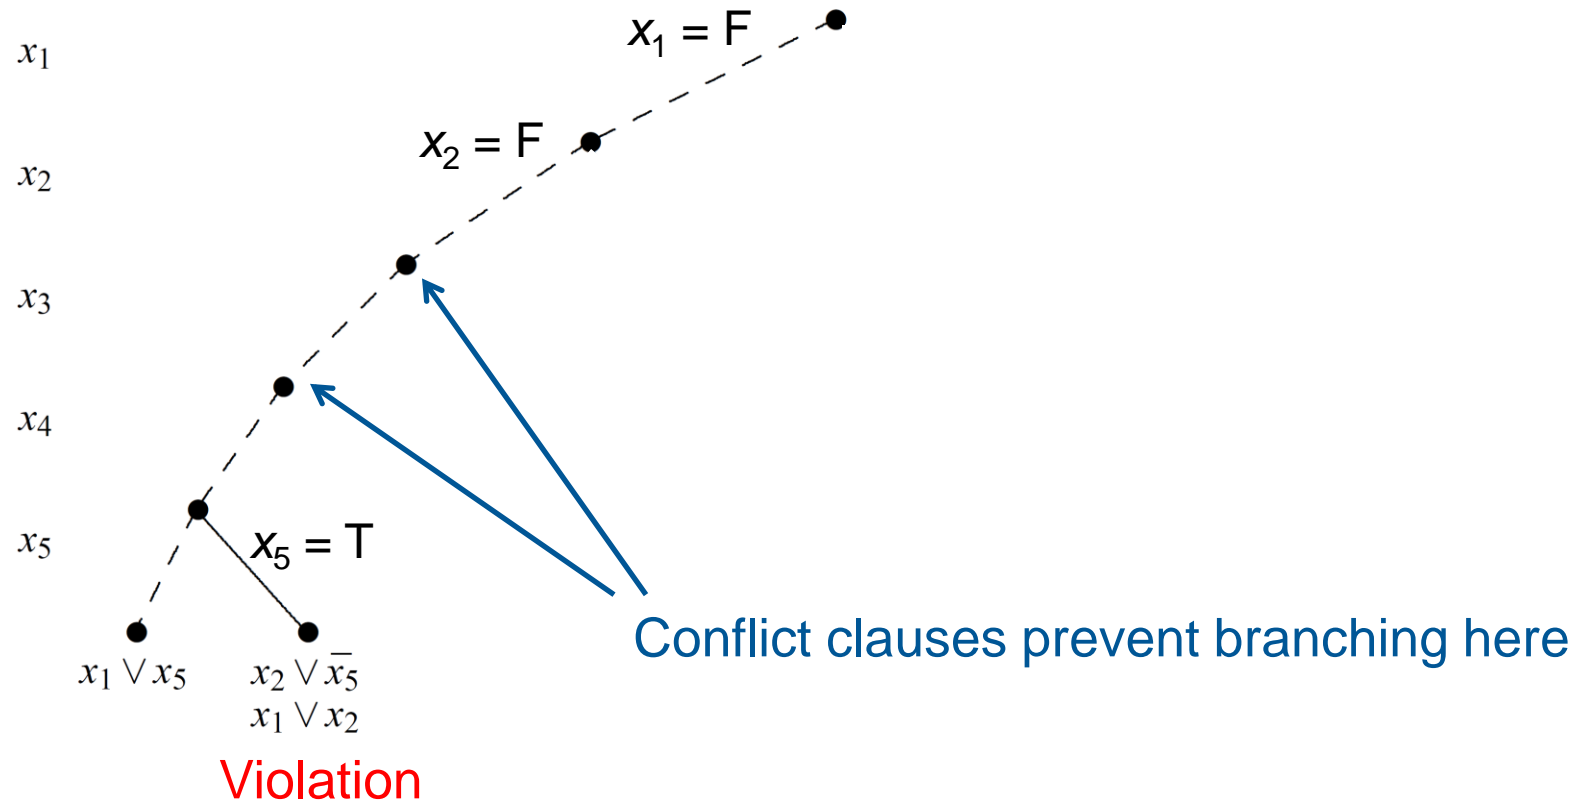 x₁ = F
x₁
x₂ = F
x₂
x₃
x₄
x₅
x₅ = T
Conflict clauses prevent branching here
x₁ ∨ x₅
x₂ ∨ x̄₅
x₁ ∨ x₂
Violation